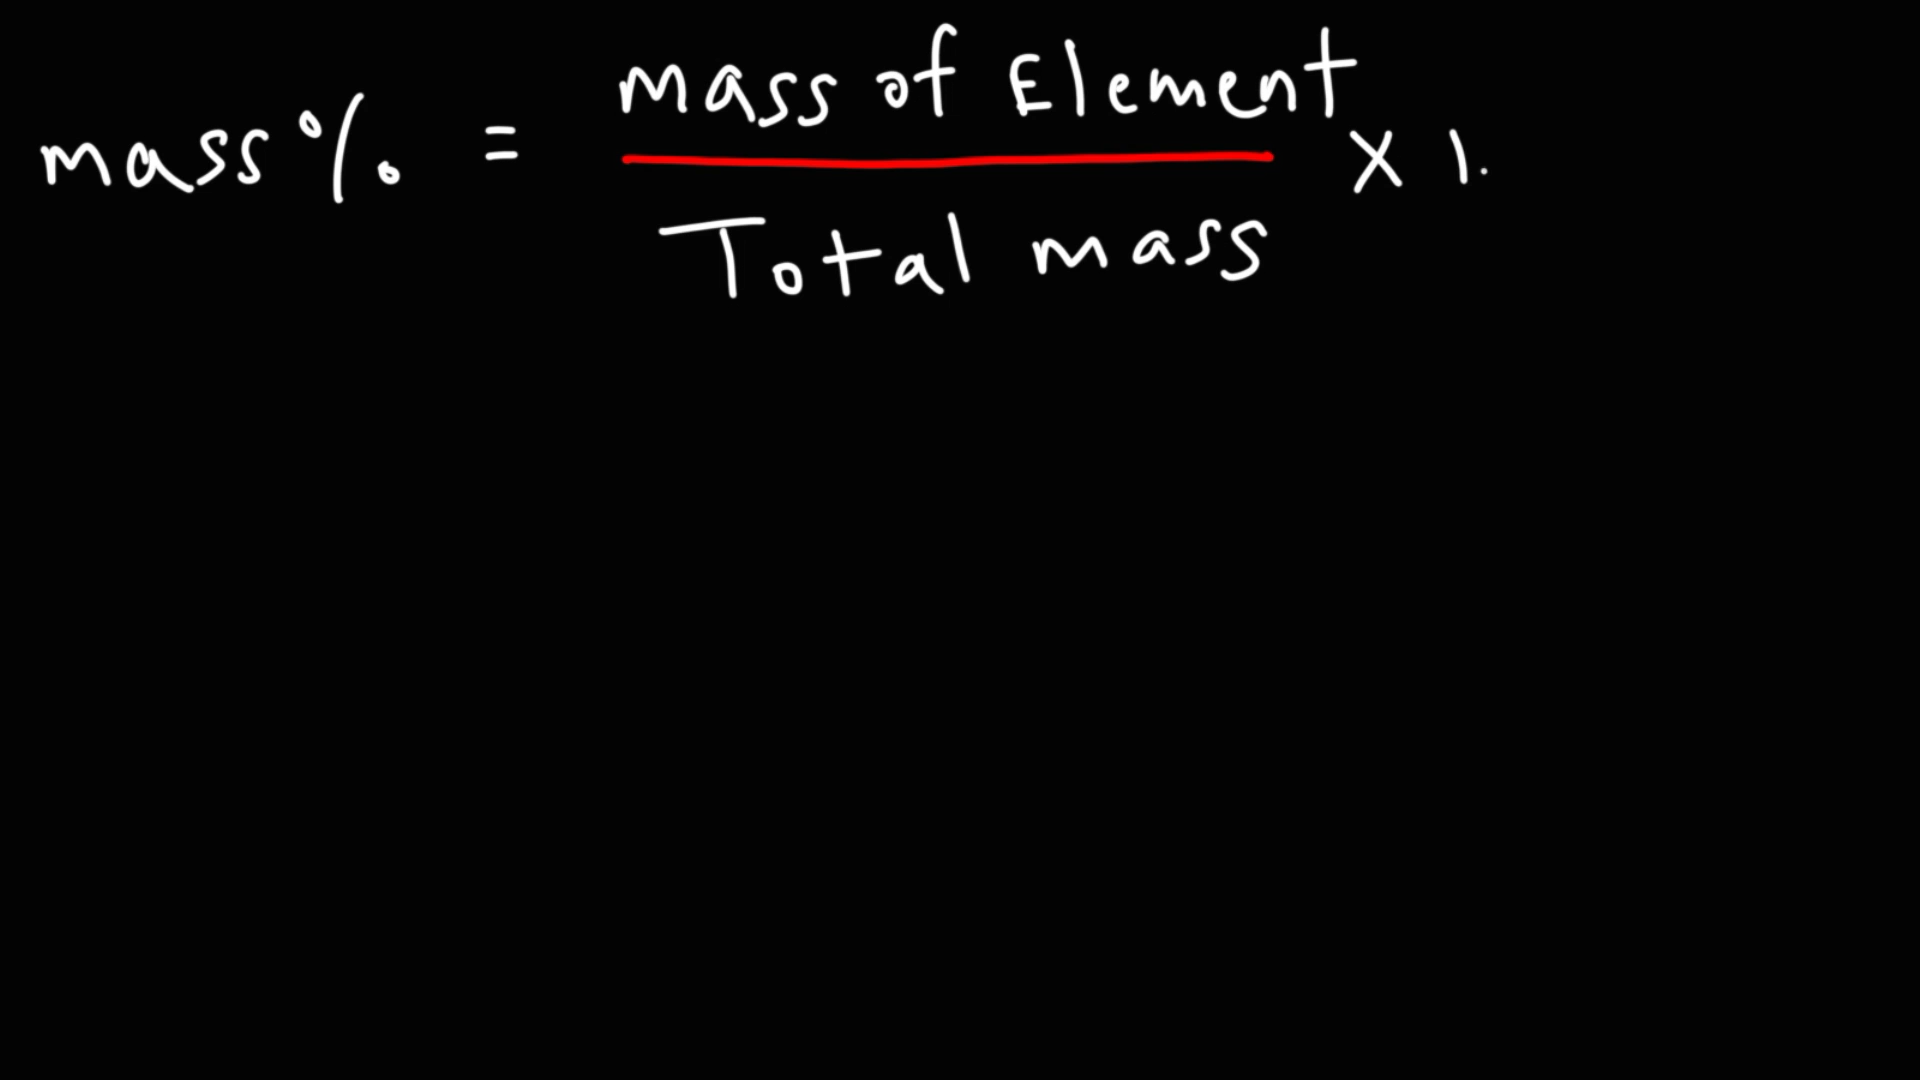 mass % = mass of Element x 1.
Total mass